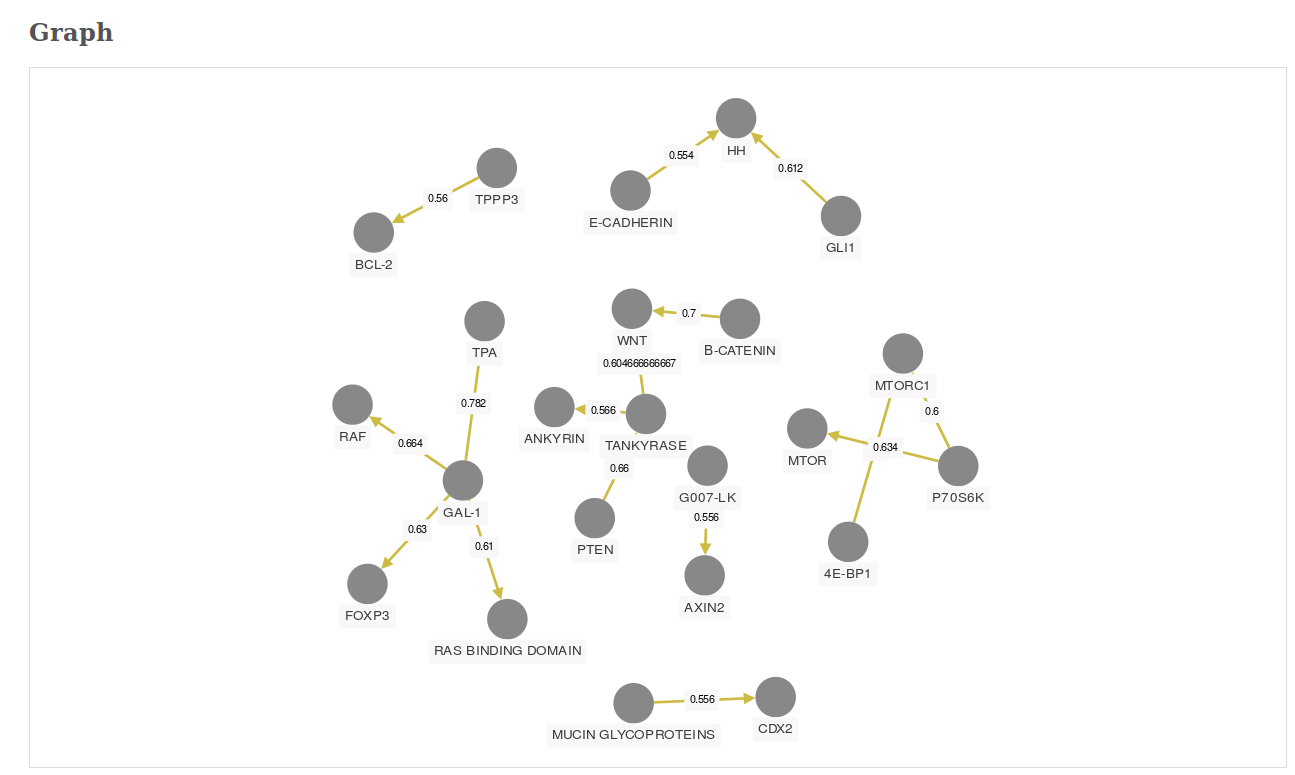 Graph
HH
0.554
0.612
TPPP3
0.56
E-CADHERIN
GLI1
BCL-2
WNT
0.7
B-CATENIN
TPA
0.604666666667
MTORC1
0.782
0.566
0.6
RAF
ANKYRIN
TANKYRASE
0.664
0.634
MTOR
0.66
G007-LK
P70S6K
GAL-1
0.556
0.63
0.61
PTEN
4E-BP1
AXIN2
FOXP3
RAS BINDING DOMAIN
0.556
MUCIN GLYCOPROTEINS
CDX2